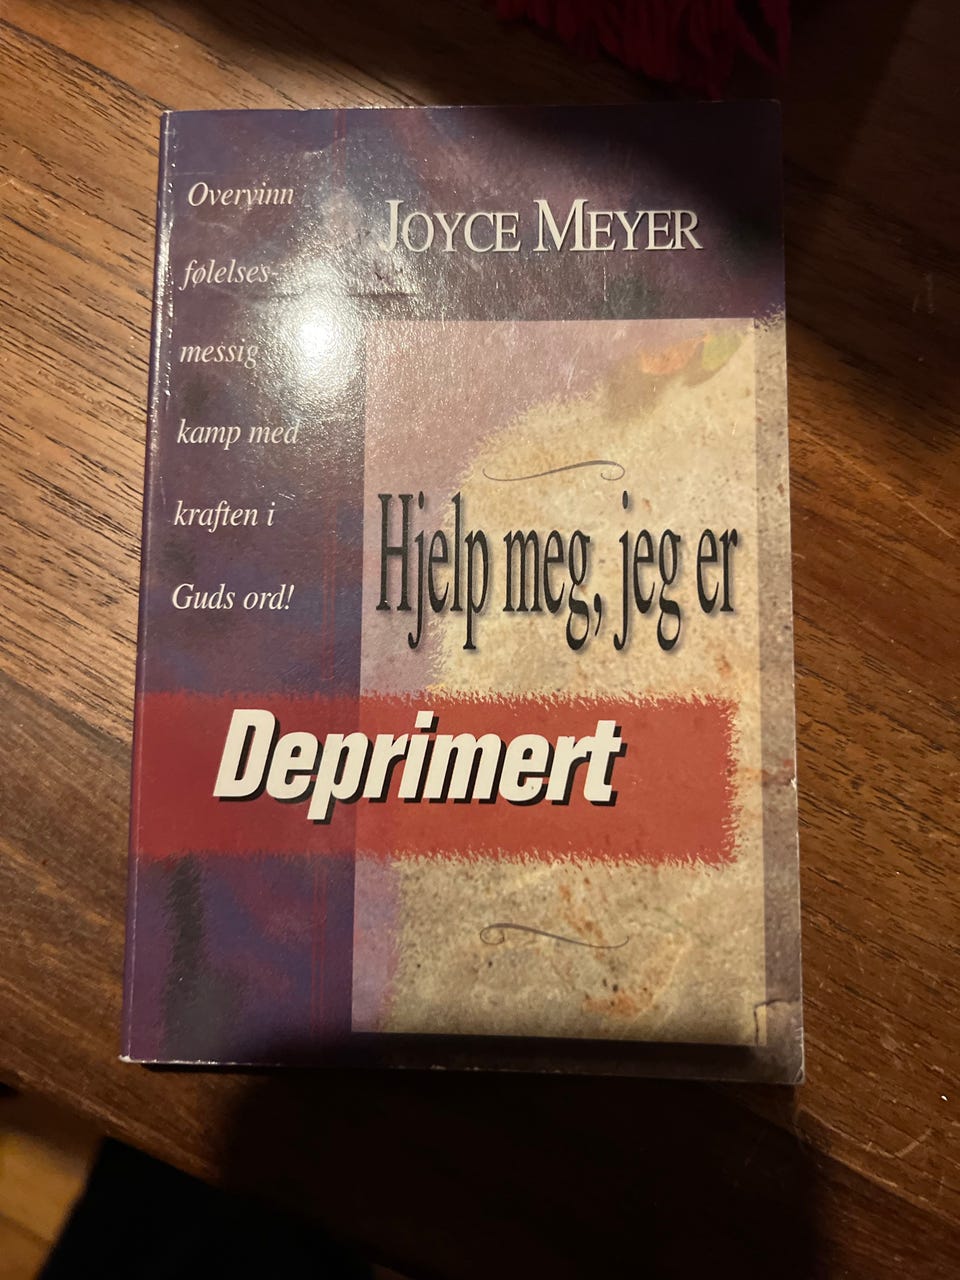 Overvinn
følelses-
messig
kamp med
kraften i
Guds ord!
JOYCE MEYER
Hjelp meg, jeg er
Deprimert